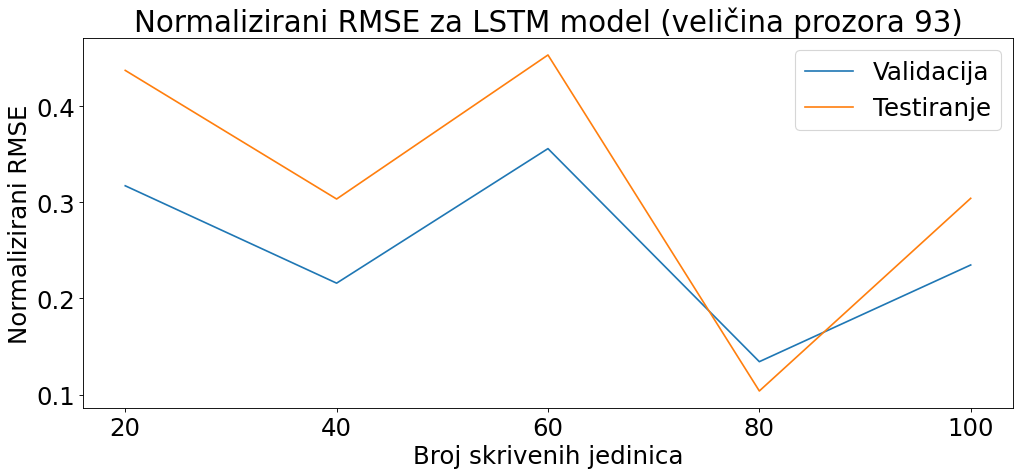 Normalizirani RMSE za LSTM model (veličina prozora 93)
Validacija
Testiranje
Normalizirani RMSE
0.4
0.3
0.2
0.1
20 40 60 80 100
Broj skrivenih jedinica